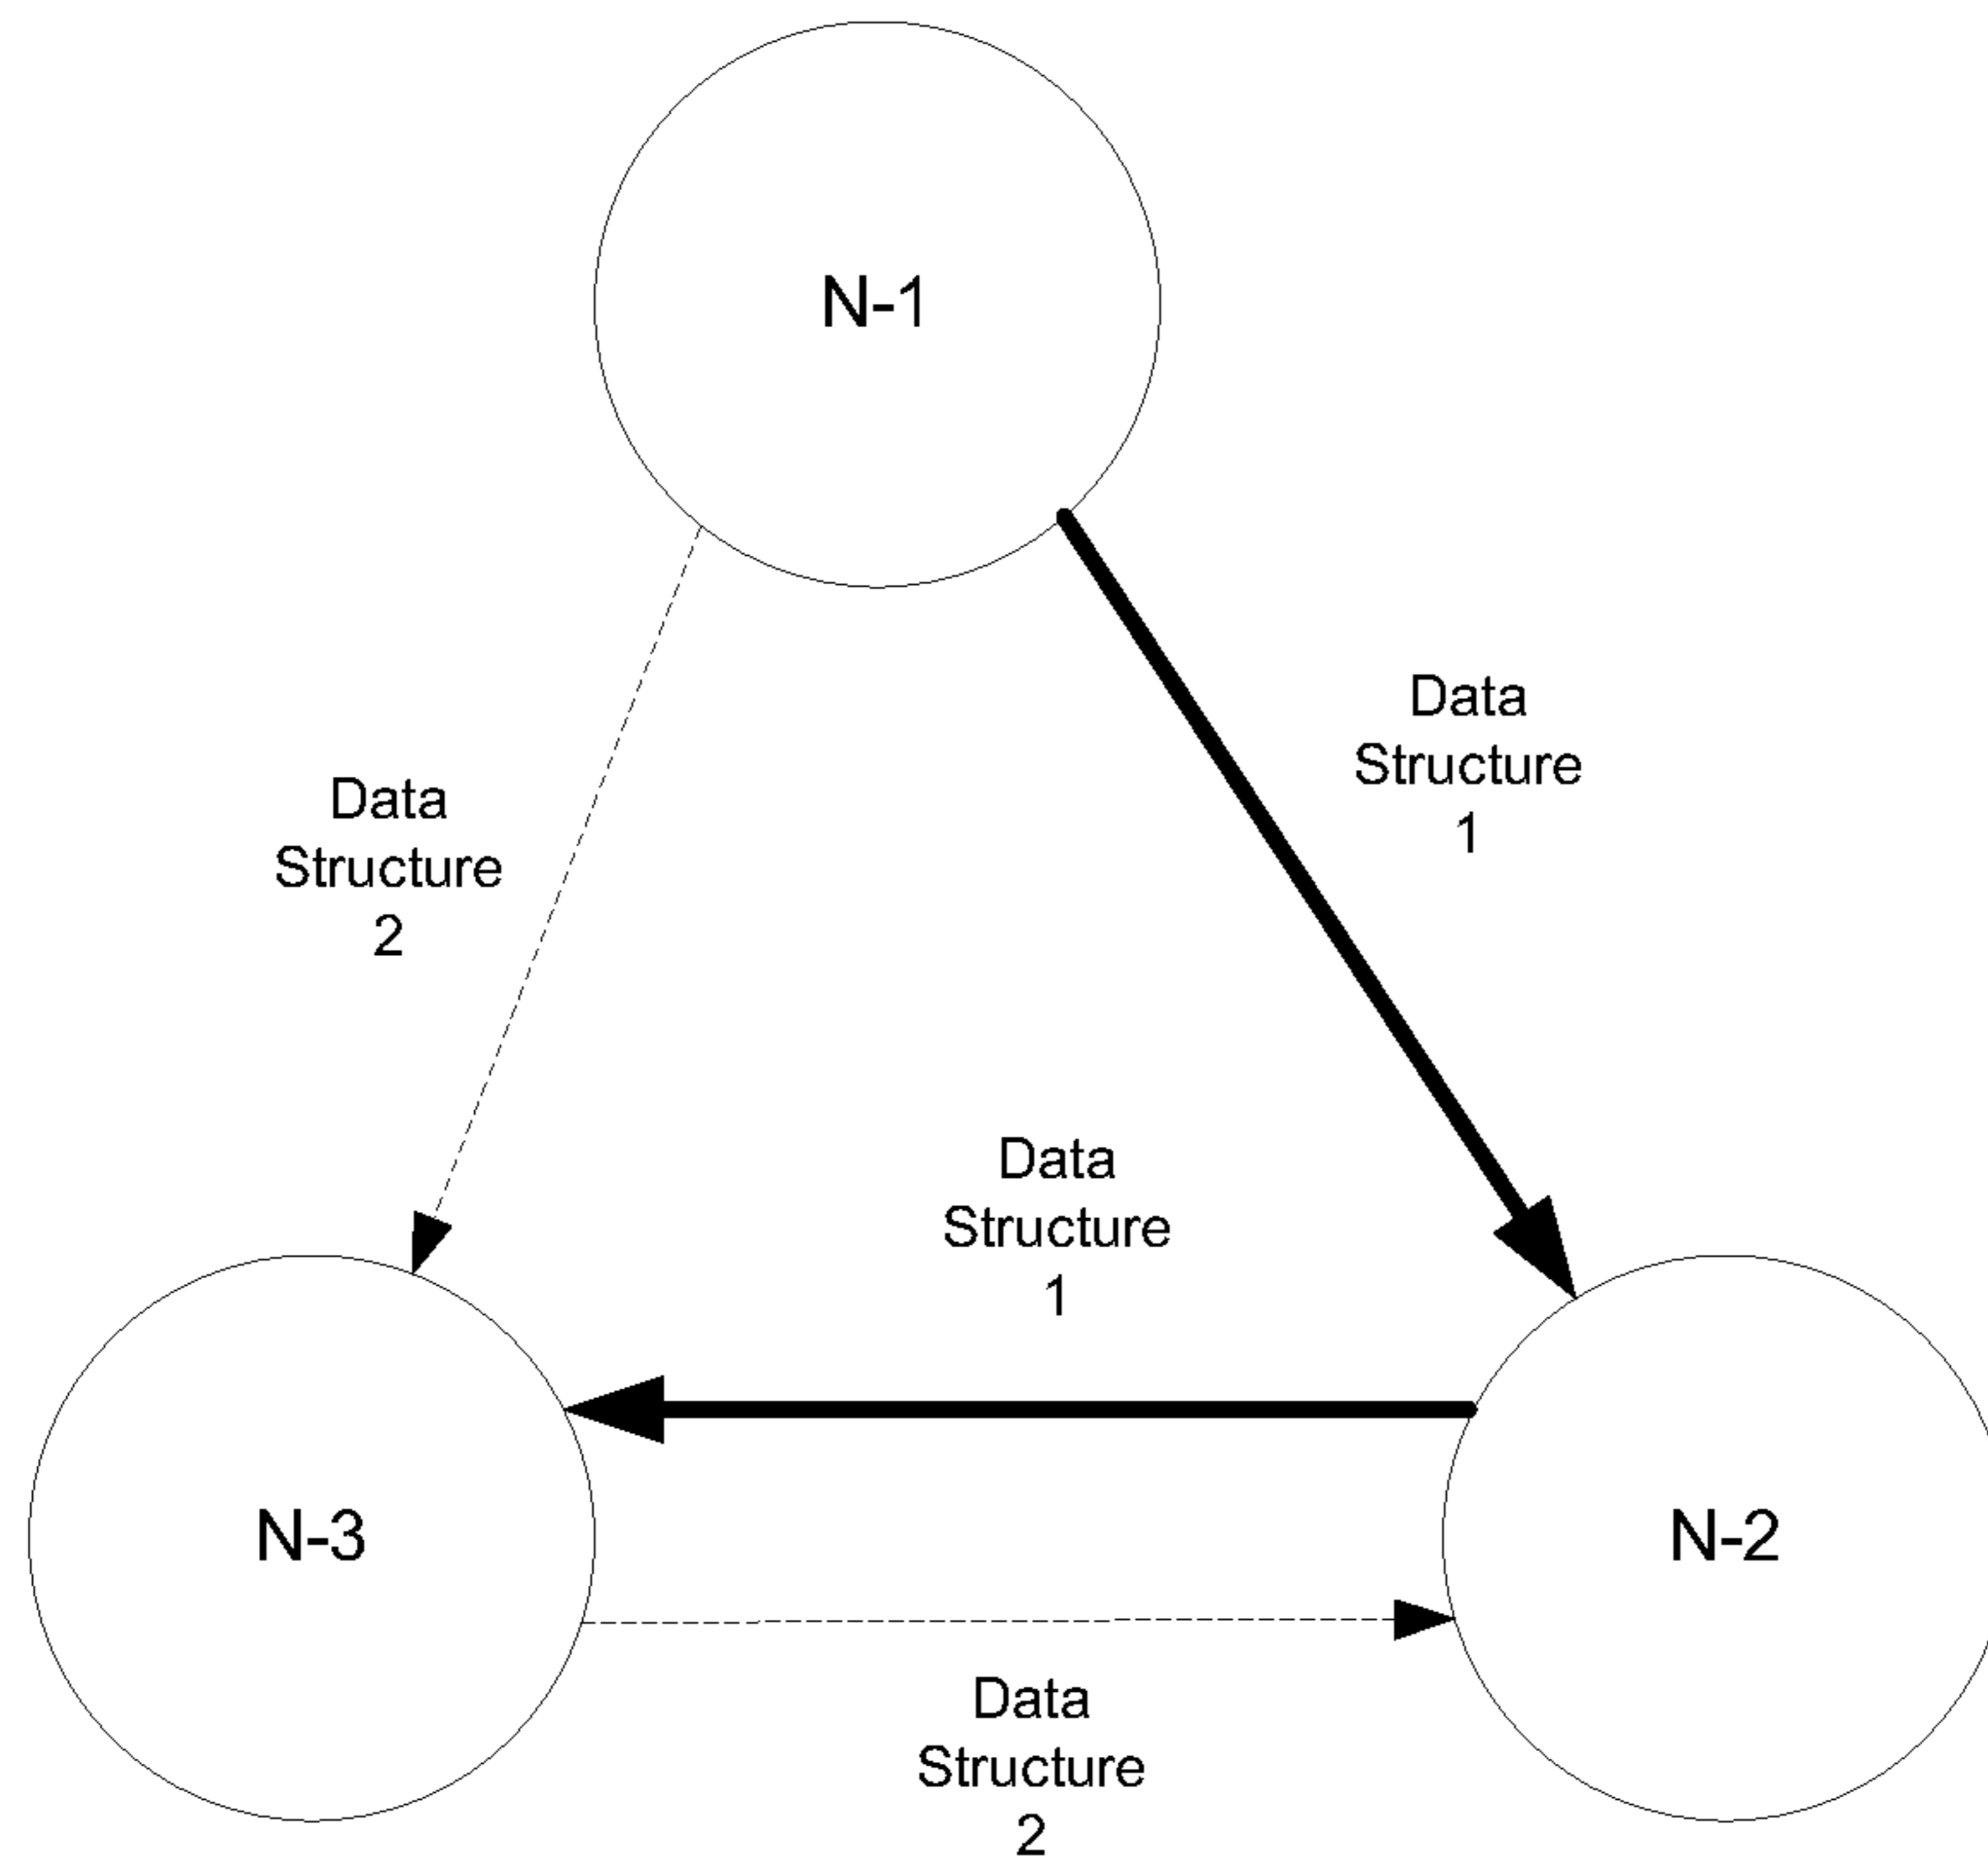 N-1
Data
Structure
1
Data
Structure
2
Data
Structure
1
N-3
N-2
Data
Structure
2